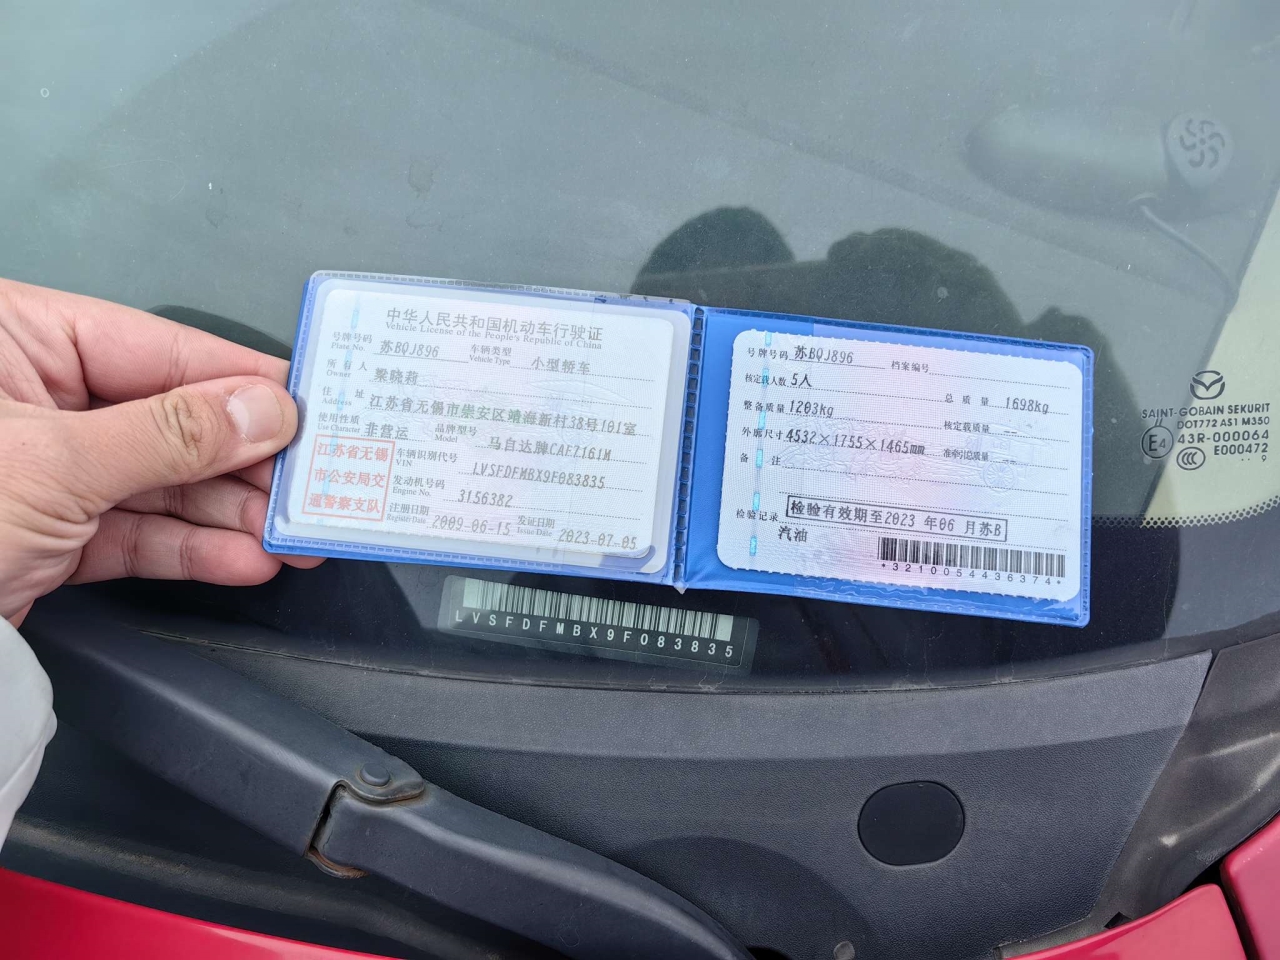 中华人民共和国机动车行驶证
Vehicle License of the People's Republic of China
号牌号码 苏BQJ896 车辆类型 小型轿车
Plate No. Vehicle Type
所有人 梁晓莉
Owner
住址 江苏省无锡市崇安区靖海新村38号101室
Address
使用性质 非营运 品牌型号 马自达牌CAF7161M
Use Character Model
江苏省无锡
市公安局交
通警察支队
车辆识别代号 LVSFDFMBX9F083835
VIN
发动机号码 3156382
Engine No.
注册日期 2009-06-15 发证日期 2023-07-05
Register Date Issue Date
号牌号码 苏BQJ896 档案编号
核定载人数 5人 总质量 1698kg
整备质量 1203kg 核定载质量 --
外廓尺寸 4532×1755×1465mm 准牵引总质量 --
备注
检验记录 检验有效期至2023年06月苏B
汽油
*3210054436374*
LVSFDFMBX9F083835
SAINT-GOBAIN SEKURIT
DOT772 AS1 M350
E4 43R-000064
CCC E000472
9